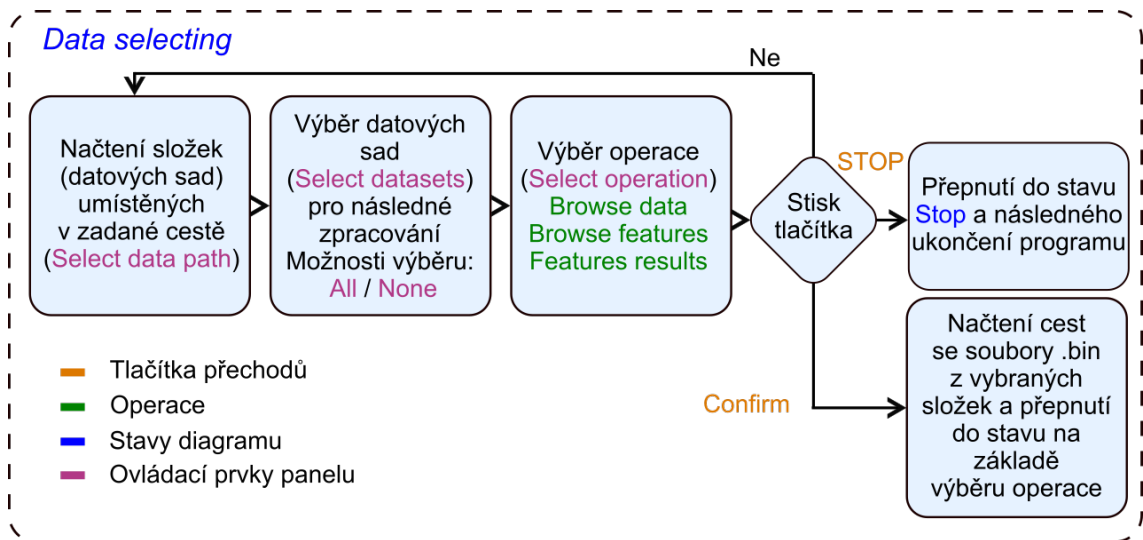 Data selecting
Ne
Načtení složek
(datových sad)
umístěných
v zadané cestě
(Select data path)
Výběr datových
sad
(Select datasets)
pro následné
zpracování
Možnosti výběru:
All / None
Výběr operace
(Select operation)
Browse data
Browse features
Features results
Stisk
tlačítka
STOP
Přepnutí do stavu
Stop a následného
ukončení programu
Confirm
Načtení cest
se soubory .bin
z vybraných
složek a přepnutí
do stavu na
základě
výběru operace
Tlačítka přechodů
Operace
Stavy diagramu
Ovládací prvky panelu